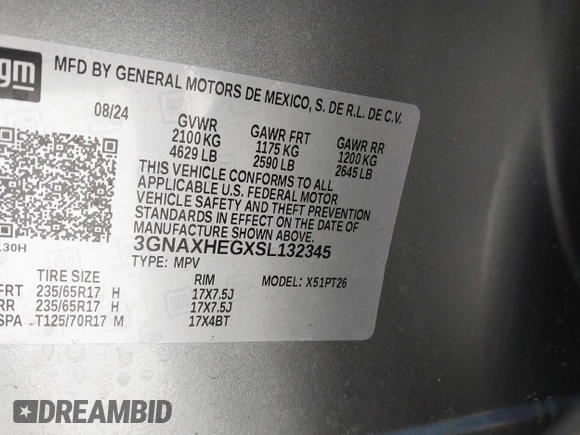 gm
MFD BY GENERAL MOTORS DE MEXICO, S. DE R.L. DE C.V.
08/24
GVWR GAWR FRT GAWR RR
2100 KG 1175 KG 1200 KG
4629 LB 2590 LB 2645 LB
THIS VEHICLE CONFORMS TO ALL
APPLICABLE U.S. FEDERAL MOTOR
VEHICLE SAFETY AND THEFT PREVENTION
STANDARDS IN EFFECT ON THE DATE OF
MANUFACTURE SHOWN ABOVE.
3GNAXHEGXSL132345
TYPE: MPV MODEL: X51PT26
130H
TIRE SIZE RIM
FRT 235/65R17 H 17X7.5J
RR 235/65R17 H 17X7.5J
SPA T125/70R17 M 17X4BT
DREAMBID